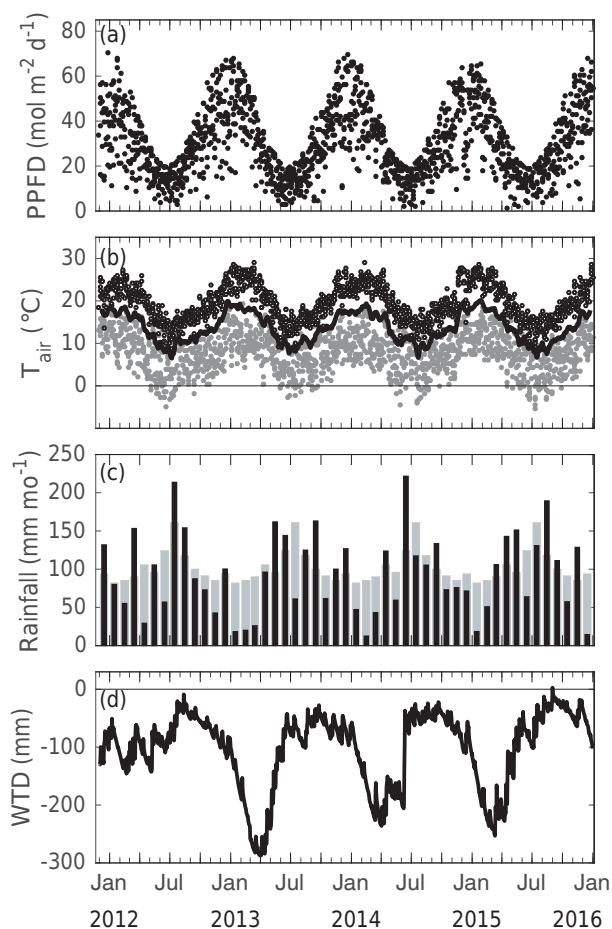 (a)
PPFD (mol m⁻² d⁻¹)
80
60
40
20
0
(b)
T_air (°C)
30
20
10
0
(c)
Rainfall (mm mo⁻¹)
250
200
150
100
50
0
(d)
WTD (mm)
0
-100
-200
-300
Jan Jul Jan Jul Jan Jul Jan Jul Jan
2012 2013 2014 2015 2016